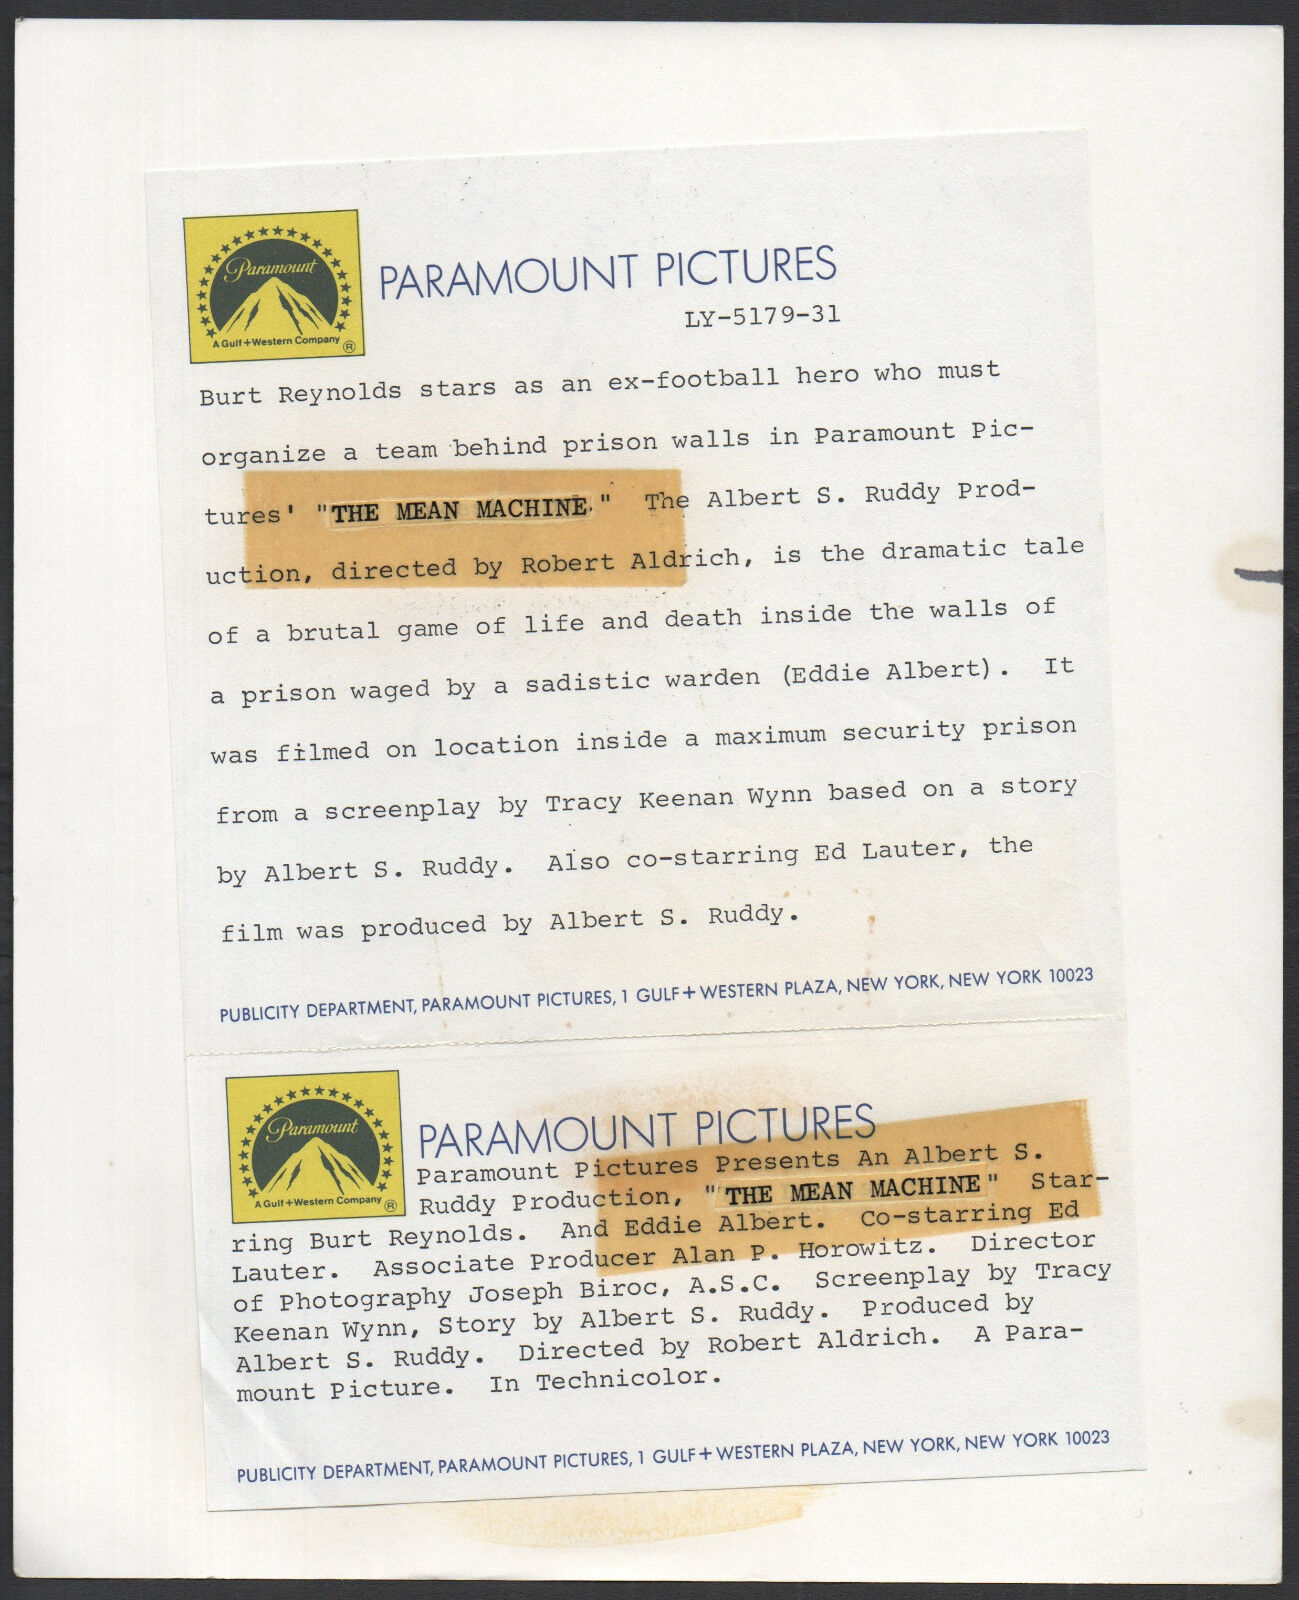 Paramount
A Gulf+Western Company ®
PARAMOUNT PICTURES
LY-5179-31
Burt Reynolds stars as an ex-football hero who must
organize a team behind prison walls in Paramount Pic-
tures' "THE MEAN MACHINE." The Albert S. Ruddy Prod-
uction, directed by Robert Aldrich, is the dramatic tale
of a brutal game of life and death inside the walls of
a prison waged by a sadistic warden (Eddie Albert). It
was filmed on location inside a maximum security prison
from a screenplay by Tracy Keenan Wynn based on a story
by Albert S. Ruddy. Also co-starring Ed Lauter, the
film was produced by Albert S. Ruddy.
PUBLICITY DEPARTMENT, PARAMOUNT PICTURES, 1 GULF+WESTERN PLAZA, NEW YORK, NEW YORK 10023
Paramount
A Gulf+Western Company ®
PARAMOUNT PICTURES
Paramount Pictures Presents An Albert S.
Ruddy Production, "THE MEAN MACHINE" Star-
ring Burt Reynolds. And Eddie Albert. Co-starring Ed
Lauter. Associate Producer Alan P. Horowitz. Director
of Photography Joseph Biroc, A.S.C. Screenplay by Tracy
Keenan Wynn, Story by Albert S. Ruddy. Produced by
Albert S. Ruddy. Directed by Robert Aldrich. A Para-
mount Picture. In Technicolor.
PUBLICITY DEPARTMENT, PARAMOUNT PICTURES, 1 GULF+WESTERN PLAZA, NEW YORK, NEW YORK 10023